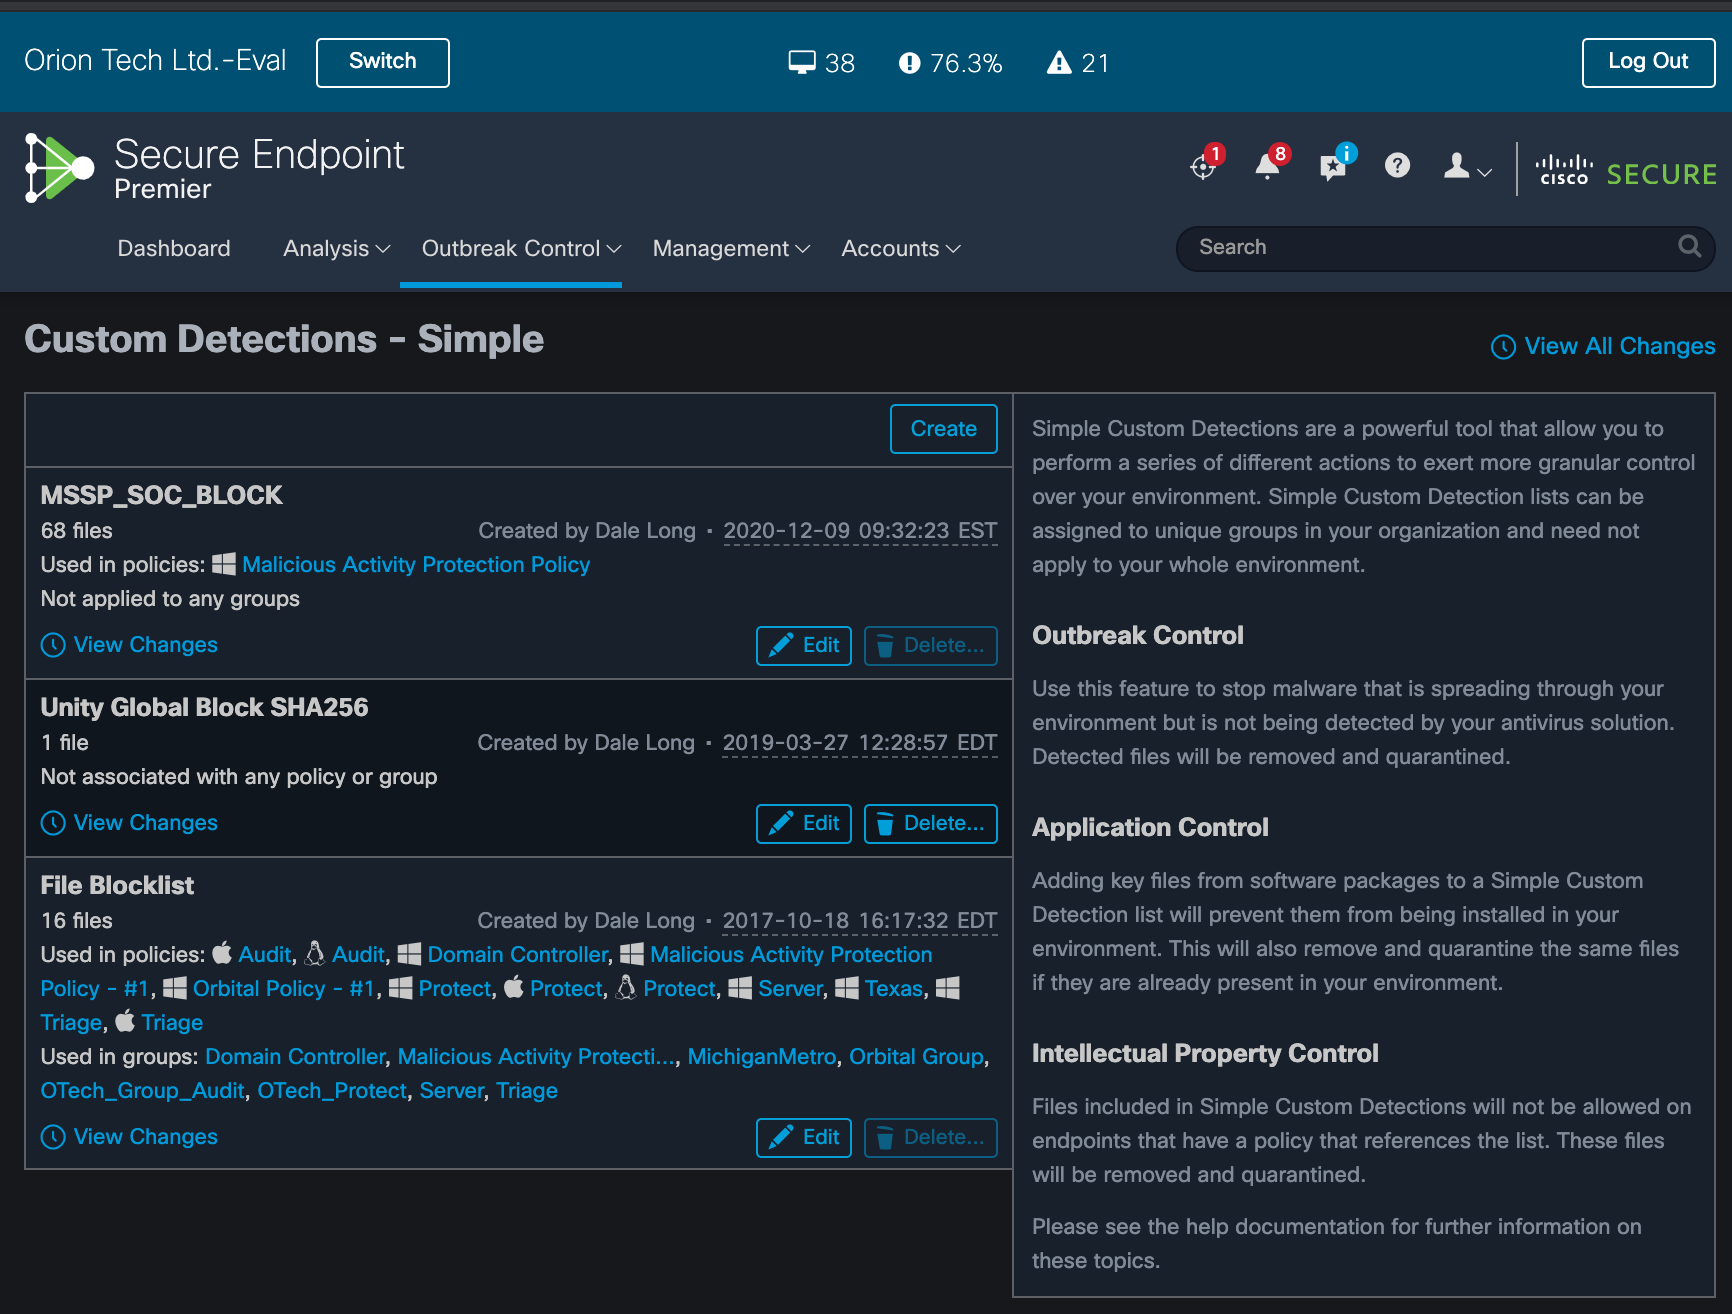 Orion Tech Ltd.-Eval
Switch
38
76.3%
21
Log Out
Secure Endpoint
Premier
1
8
i
?
CISCO
SECURE
Dashboard
Analysis
Outbreak Control
Management
Accounts
Search
Custom Detections - Simple
View All Changes
Create
MSSP_SOC_BLOCK
68 files
Created by Dale Long · 2020-12-09 09:32:23 EST
Used in policies: Malicious Activity Protection Policy
Not applied to any groups
View Changes
Edit
Delete...
Unity Global Block SHA256
1 file
Created by Dale Long · 2019-03-27 12:28:57 EDT
Not associated with any policy or group
View Changes
Edit
Delete...
File Blocklist
16 files
Created by Dale Long · 2017-10-18 16:17:32 EDT
Used in policies: Audit, Audit, Domain Controller, Malicious Activity Protection
Policy - #1, Orbital Policy - #1, Protect, Protect, Protect, Server, Texas,
Triage, Triage
Used in groups: Domain Controller, Malicious Activity Protecti..., MichiganMetro, Orbital Group,
OTech_Group_Audit, OTech_Protect, Server, Triage
View Changes
Edit
Delete...
Simple Custom Detections are a powerful tool that allow you to
perform a series of different actions to exert more granular control
over your environment. Simple Custom Detection lists can be
assigned to unique groups in your organization and need not
apply to your whole environment.
Outbreak Control
Use this feature to stop malware that is spreading through your
environment but is not being detected by your antivirus solution.
Detected files will be removed and quarantined.
Application Control
Adding key files from software packages to a Simple Custom
Detection list will prevent them from being installed in your
environment. This will also remove and quarantine the same files
if they are already present in your environment.
Intellectual Property Control
Files included in Simple Custom Detections will not be allowed on
endpoints that have a policy that references the list. These files
will be removed and quarantined.
Please see the help documentation for further information on
these topics.